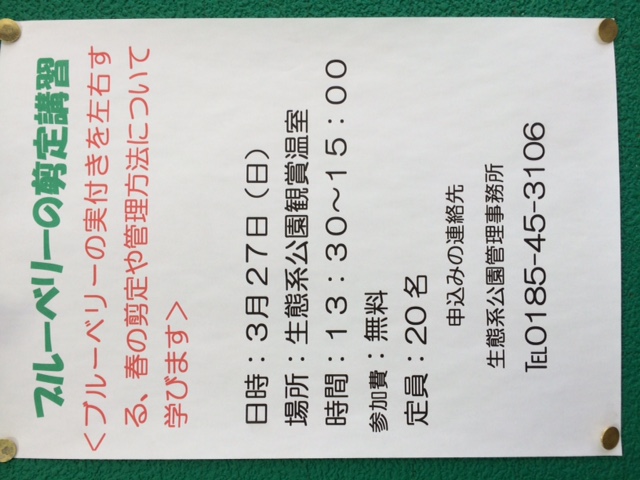 ブルーベリーの剪定講習
＜ブルーベリーの実付きを左右す
る、春の剪定や管理方法について
学びます＞
日時：３月２７日（日）
場所：生態系公園観賞温室
時間：１３：３０～１５：００
参加費：無料
定員：２０名
申込みの連絡先
生態系公園管理事務所
℡０１８５-４５-３１０６